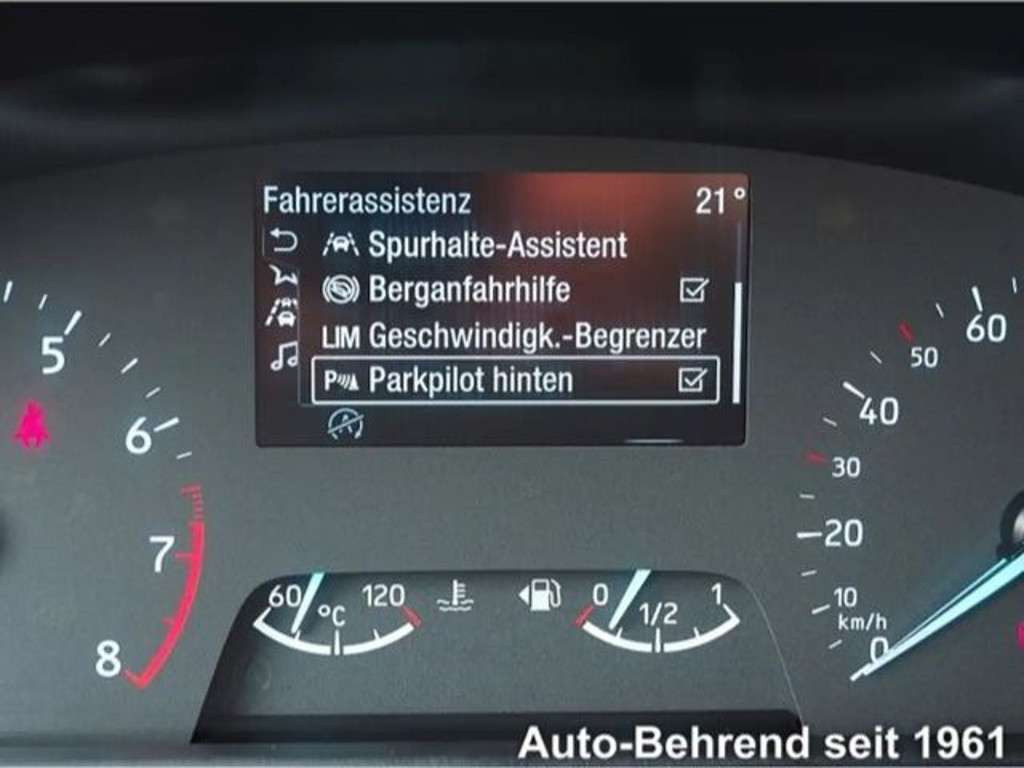 Fahrerassistenz 21°
Spurhalte-Assistent
Berganfahrhilfe
LIM Geschwindigk.-Begrenzer
P Parkpilot hinten
A
5
6
7
8
60
°C
120
0
1/2
1
60
50
40
30
20
10
km/h
0
Auto-Behrend seit 1961